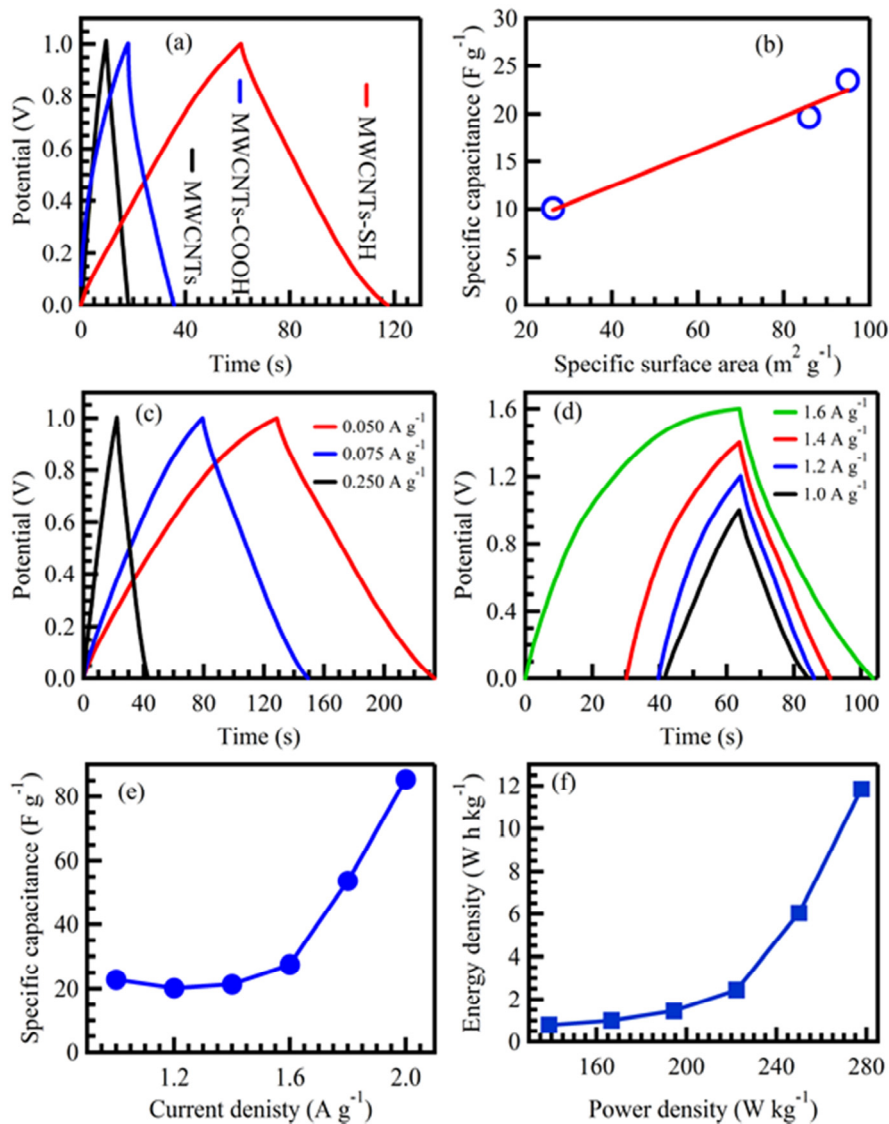 (a)
Potential (V)
1.0
0.8
0.6
0.4
0.2
0.0
MWCNTs
MWCNTs-COOH
MWCNTs-SH
0 40 80 120
Time (s)
(b)
Specific capacitance (F g⁻¹)
30
25
20
15
10
5
0
20 40 60 80 100
Specific surface area (m² g⁻¹)
(c)
Potential (V)
1.0
0.8
0.6
0.4
0.2
0.0
0.050 A g⁻¹
0.075 A g⁻¹
0.250 A g⁻¹
0 40 80 120 160 200
Time (s)
(d)
Potential (V)
1.6
1.2
0.8
0.4
0.0
1.6 A g⁻¹
1.4 A g⁻¹
1.2 A g⁻¹
1.0 A g⁻¹
0 20 40 60 80 100
Time (s)
(e)
Specific capacitance (F g⁻¹)
80
60
40
20
0
1.2 1.6 2.0
Current denisty (A g⁻¹)
(f)
Energy density (W h kg⁻¹)
12
10
8
6
4
2
0
160 200 240 280
Power density (W kg⁻¹)